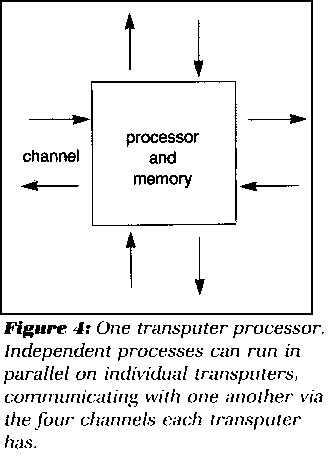 processor
and
memory
channel
Figure 4: One transputer processor.
Independent processes can run in
parallel on individual transputers,
communicating with one another via
the four channels each transputer
has.